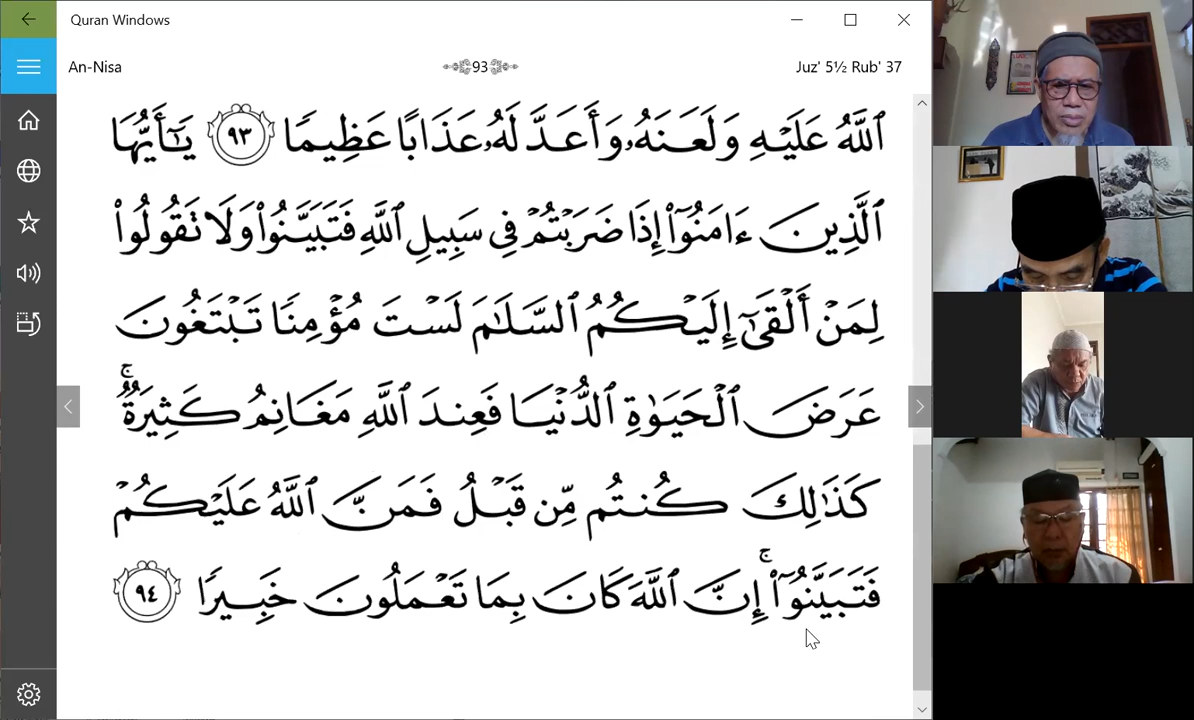 Quran Windows
An-Nisa
93
Juz' 5½ Rub' 37
ٱللَّهُ عَلَيْهِ وَلَعَنَهُۥ وَأَعَدَّ لَهُۥ عَذَابًا عَظِيمًا ٩٣ يَٰٓأَيُّهَا
ٱلَّذِينَ ءَامَنُوٓا۟ إِذَا ضَرَبْتُمْ فِى سَبِيلِ ٱللَّهِ فَتَبَيَّنُوا۟ وَلَا تَقُولُوا۟
لِمَنْ أَلْقَىٰٓ إِلَيْكُمُ ٱلسَّلَٰمَ لَسْتَ مُؤْمِنًا تَبْتَغُونَ
عَرَضَ ٱلْحَيَوٰةِ ٱلدُّنْيَا فَعِندَ ٱللَّهِ مَغَانِمُ كَثِيرَةٌ ۚ
كَذَٰلِكَ كُنتُم مِّن قَبْلُ فَمَنَّ ٱللَّهُ عَلَيْكُمْ
فَتَبَيَّنُوٓا۟ ۚ إِنَّ ٱللَّهَ كَانَ بِمَا تَعْمَلُونَ خَبِيرًا ٩٤